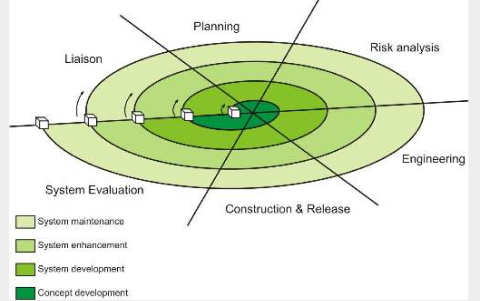 Planning
Risk analysis
Liaison
Engineering
System Evaluation
Construction & Release
System maintenance
System enhancement
System development
Concept development